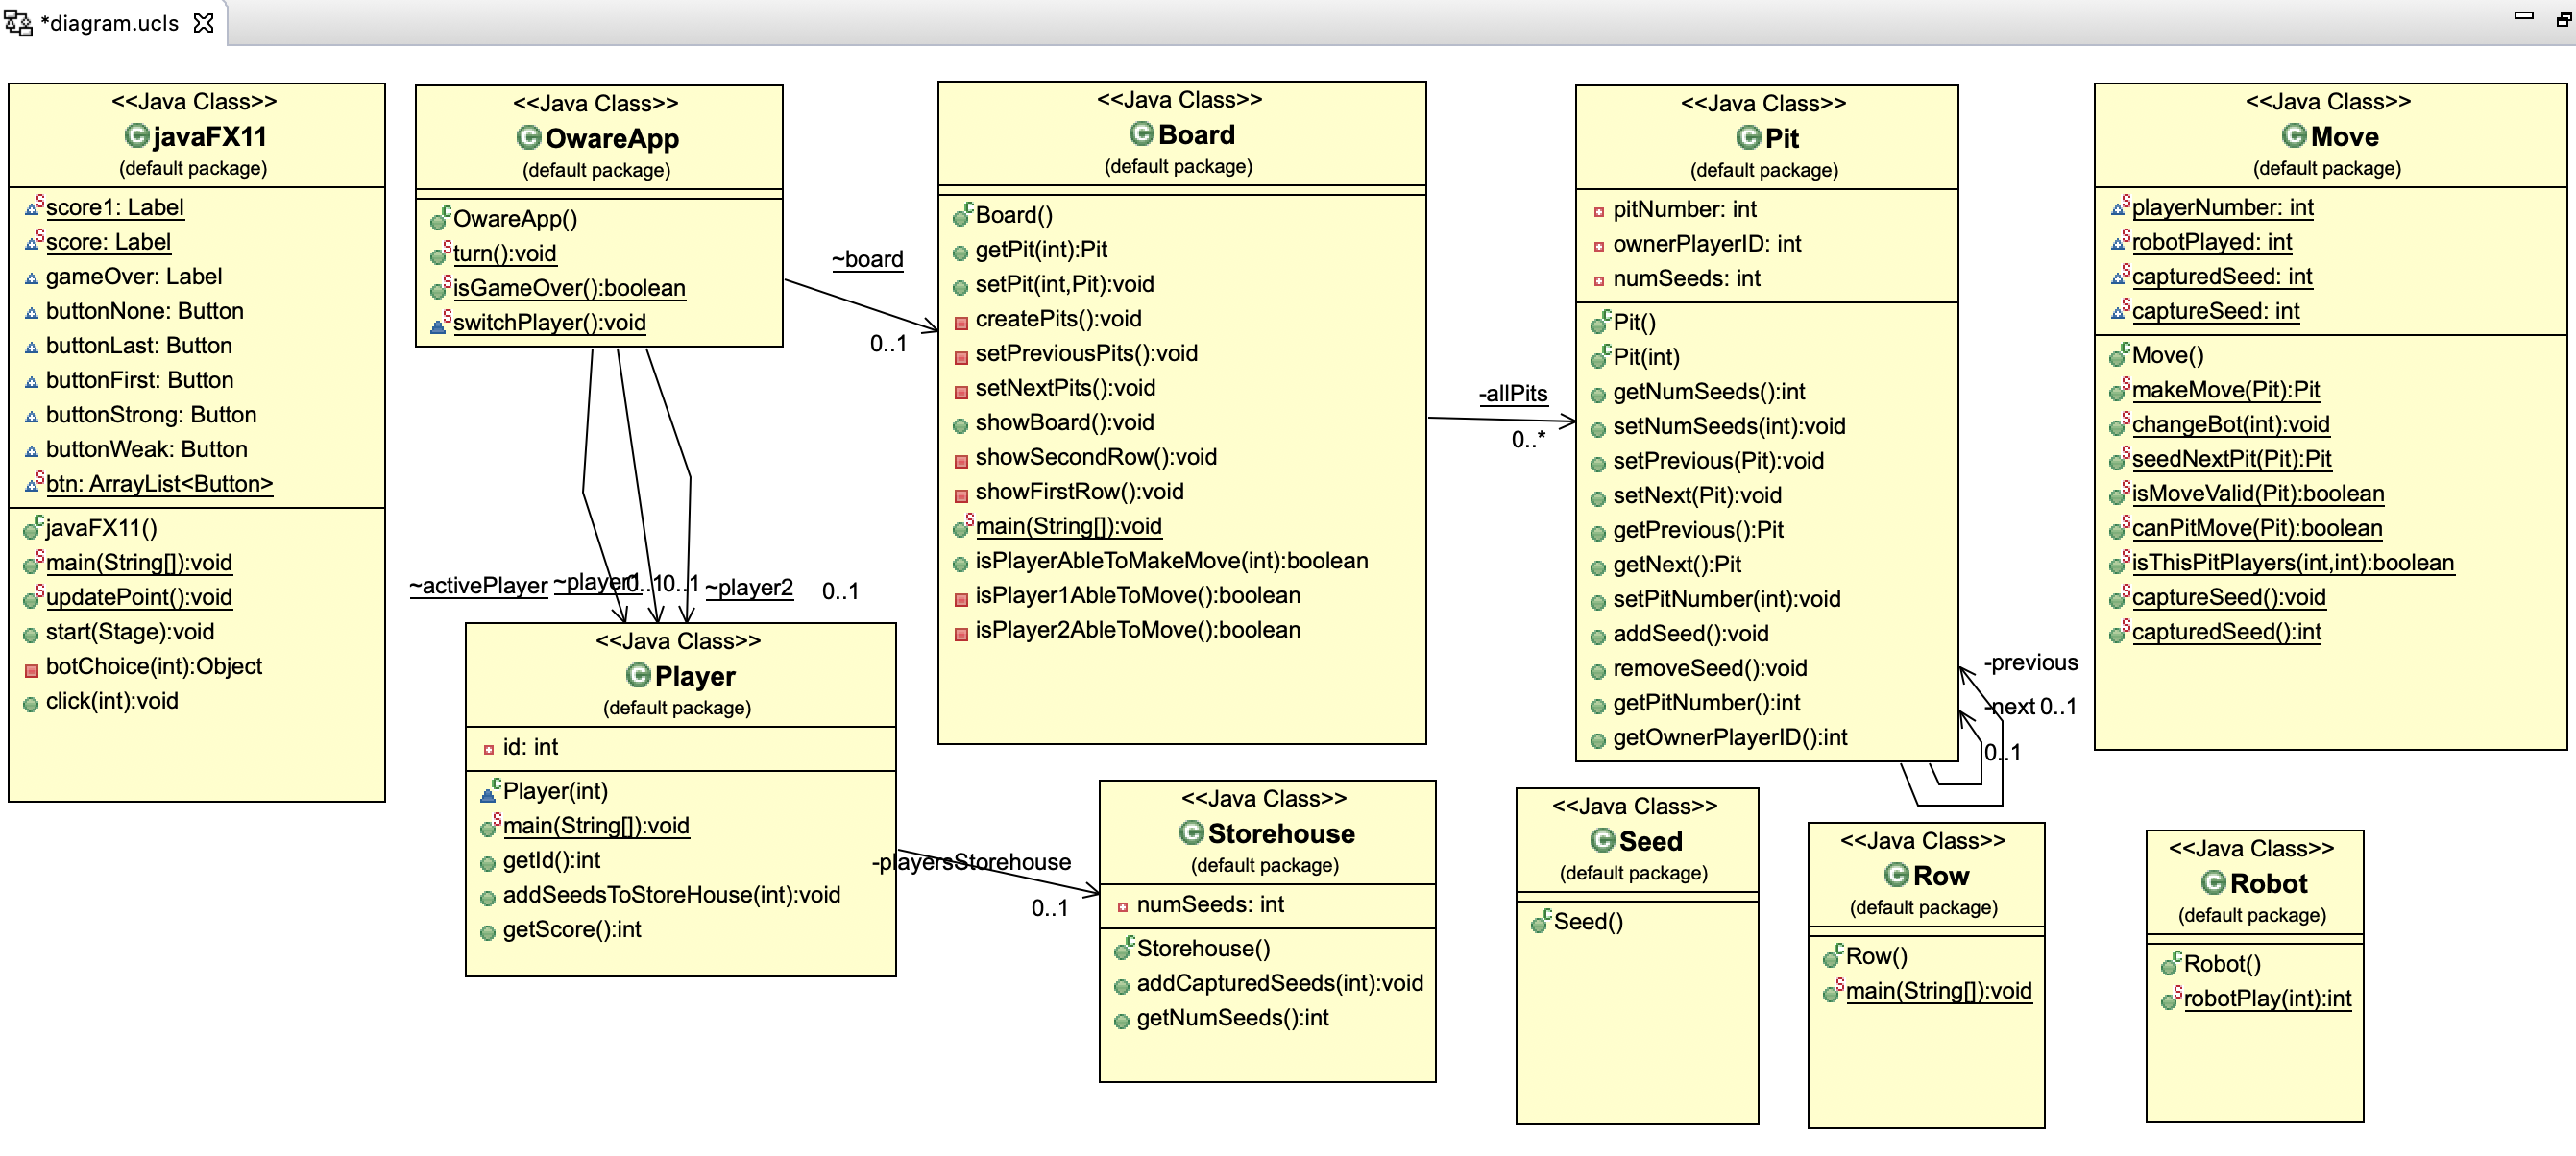 *diagram.ucls
<<Java Class>>
javaFX11
(default package)
score1: Label
score: Label
gameOver: Label
buttonNone: Button
buttonLast: Button
buttonFirst: Button
buttonStrong: Button
buttonWeak: Button
btn: ArrayList<Button>
javaFX11()
main(String[]):void
updatePoint():void
start(Stage):void
botChoice(int):Object
click(int):void
<<Java Class>>
OwareApp
(default package)
OwareApp()
turn():void
isGameOver():boolean
switchPlayer():void
~board
0..1
~activePlayer
~player1
0..1
0..1
~player2
0..1
<<Java Class>>
Player
(default package)
id: int
Player(int)
main(String[]):void
getId():int
addSeedsToStoreHouse(int):void
getScore():int
-playersStorehouse
0..1
<<Java Class>>
Board
(default package)
Board()
getPit(int):Pit
setPit(int,Pit):void
createPits():void
setPreviousPits():void
setNextPits():void
showBoard():void
showSecondRow():void
showFirstRow():void
main(String[]):void
isPlayerAbleToMakeMove(int):boolean
isPlayer1AbleToMove():boolean
isPlayer2AbleToMove():boolean
-allPits
0..*
<<Java Class>>
Storehouse
(default package)
numSeeds: int
Storehouse()
addCapturedSeeds(int):void
getNumSeeds():int
<<Java Class>>
Pit
(default package)
pitNumber: int
ownerPlayerID: int
numSeeds: int
Pit()
Pit(int)
getNumSeeds():int
setNumSeeds(int):void
setPrevious(Pit):void
setNext(Pit):void
getPrevious():Pit
getNext():Pit
setPitNumber(int):void
addSeed():void
removeSeed():void
getPitNumber():int
getOwnerPlayerID():int
-previous
-next 0..1
0..1
<<Java Class>>
Seed
(default package)
Seed()
<<Java Class>>
Row
(default package)
Row()
main(String[]):void
<<Java Class>>
Move
(default package)
playerNumber: int
robotPlayed: int
capturedSeed: int
captureSeed: int
Move()
makeMove(Pit):Pit
changeBot(int):void
seedNextPit(Pit):Pit
isMoveValid(Pit):boolean
canPitMove(Pit):boolean
isThisPitPlayers(int,int):boolean
captureSeed():void
capturedSeed():int
<<Java Class>>
Robot
(default package)
Robot()
robotPlay(int):int